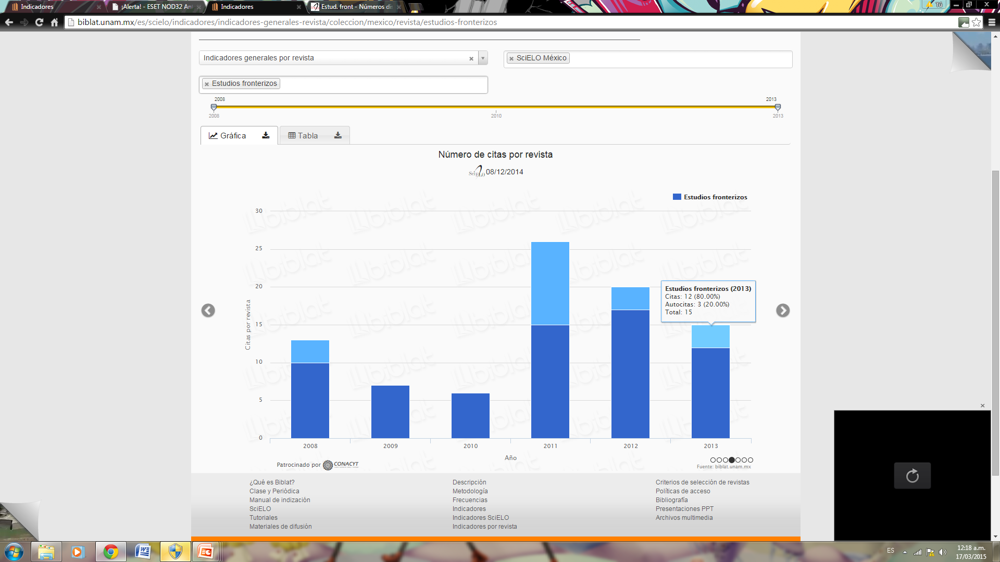 Indicadores
¡Alerta! - ESET NOD32 Ant
Indicadores
Estud. front - Números di
Tú
biblat.unam.mx/es/scielo/indicadores/indicadores-generales-revista/coleccion/mexico/revista/estudios-fronterizos
Indicadores generales por revista
SciELO México
Estudios fronterizos
2008
2013
2008
2010
2013
Gráfica
Tabla
Número de citas por revista
SciELO 08/12/2014
Estudios fronterizos
30
25
20
15
10
5
0
Citas por revista
Estudios fronterizos (2013)
Citas: 12 (80.00%)
Autocitas: 3 (20.00%)
Total: 15
2008
2009
2010
2011
2012
2013
Año
Patrocinado por CONACYT
Fuente: biblat.unam.mx
¿Qué es Biblat?
Clase y Periódica
Manual de indización
SciELO
Tutoriales
Materiales de difusión
Descripción
Metodología
Frecuencias
Indicadores
Indicadores SciELO
Indicadores por revista
Criterios de selección de revistas
Políticas de acceso
Bibliografía
Presentaciones PPT
Archivos multimedia
ES
12:18 a.m.
17/03/2015